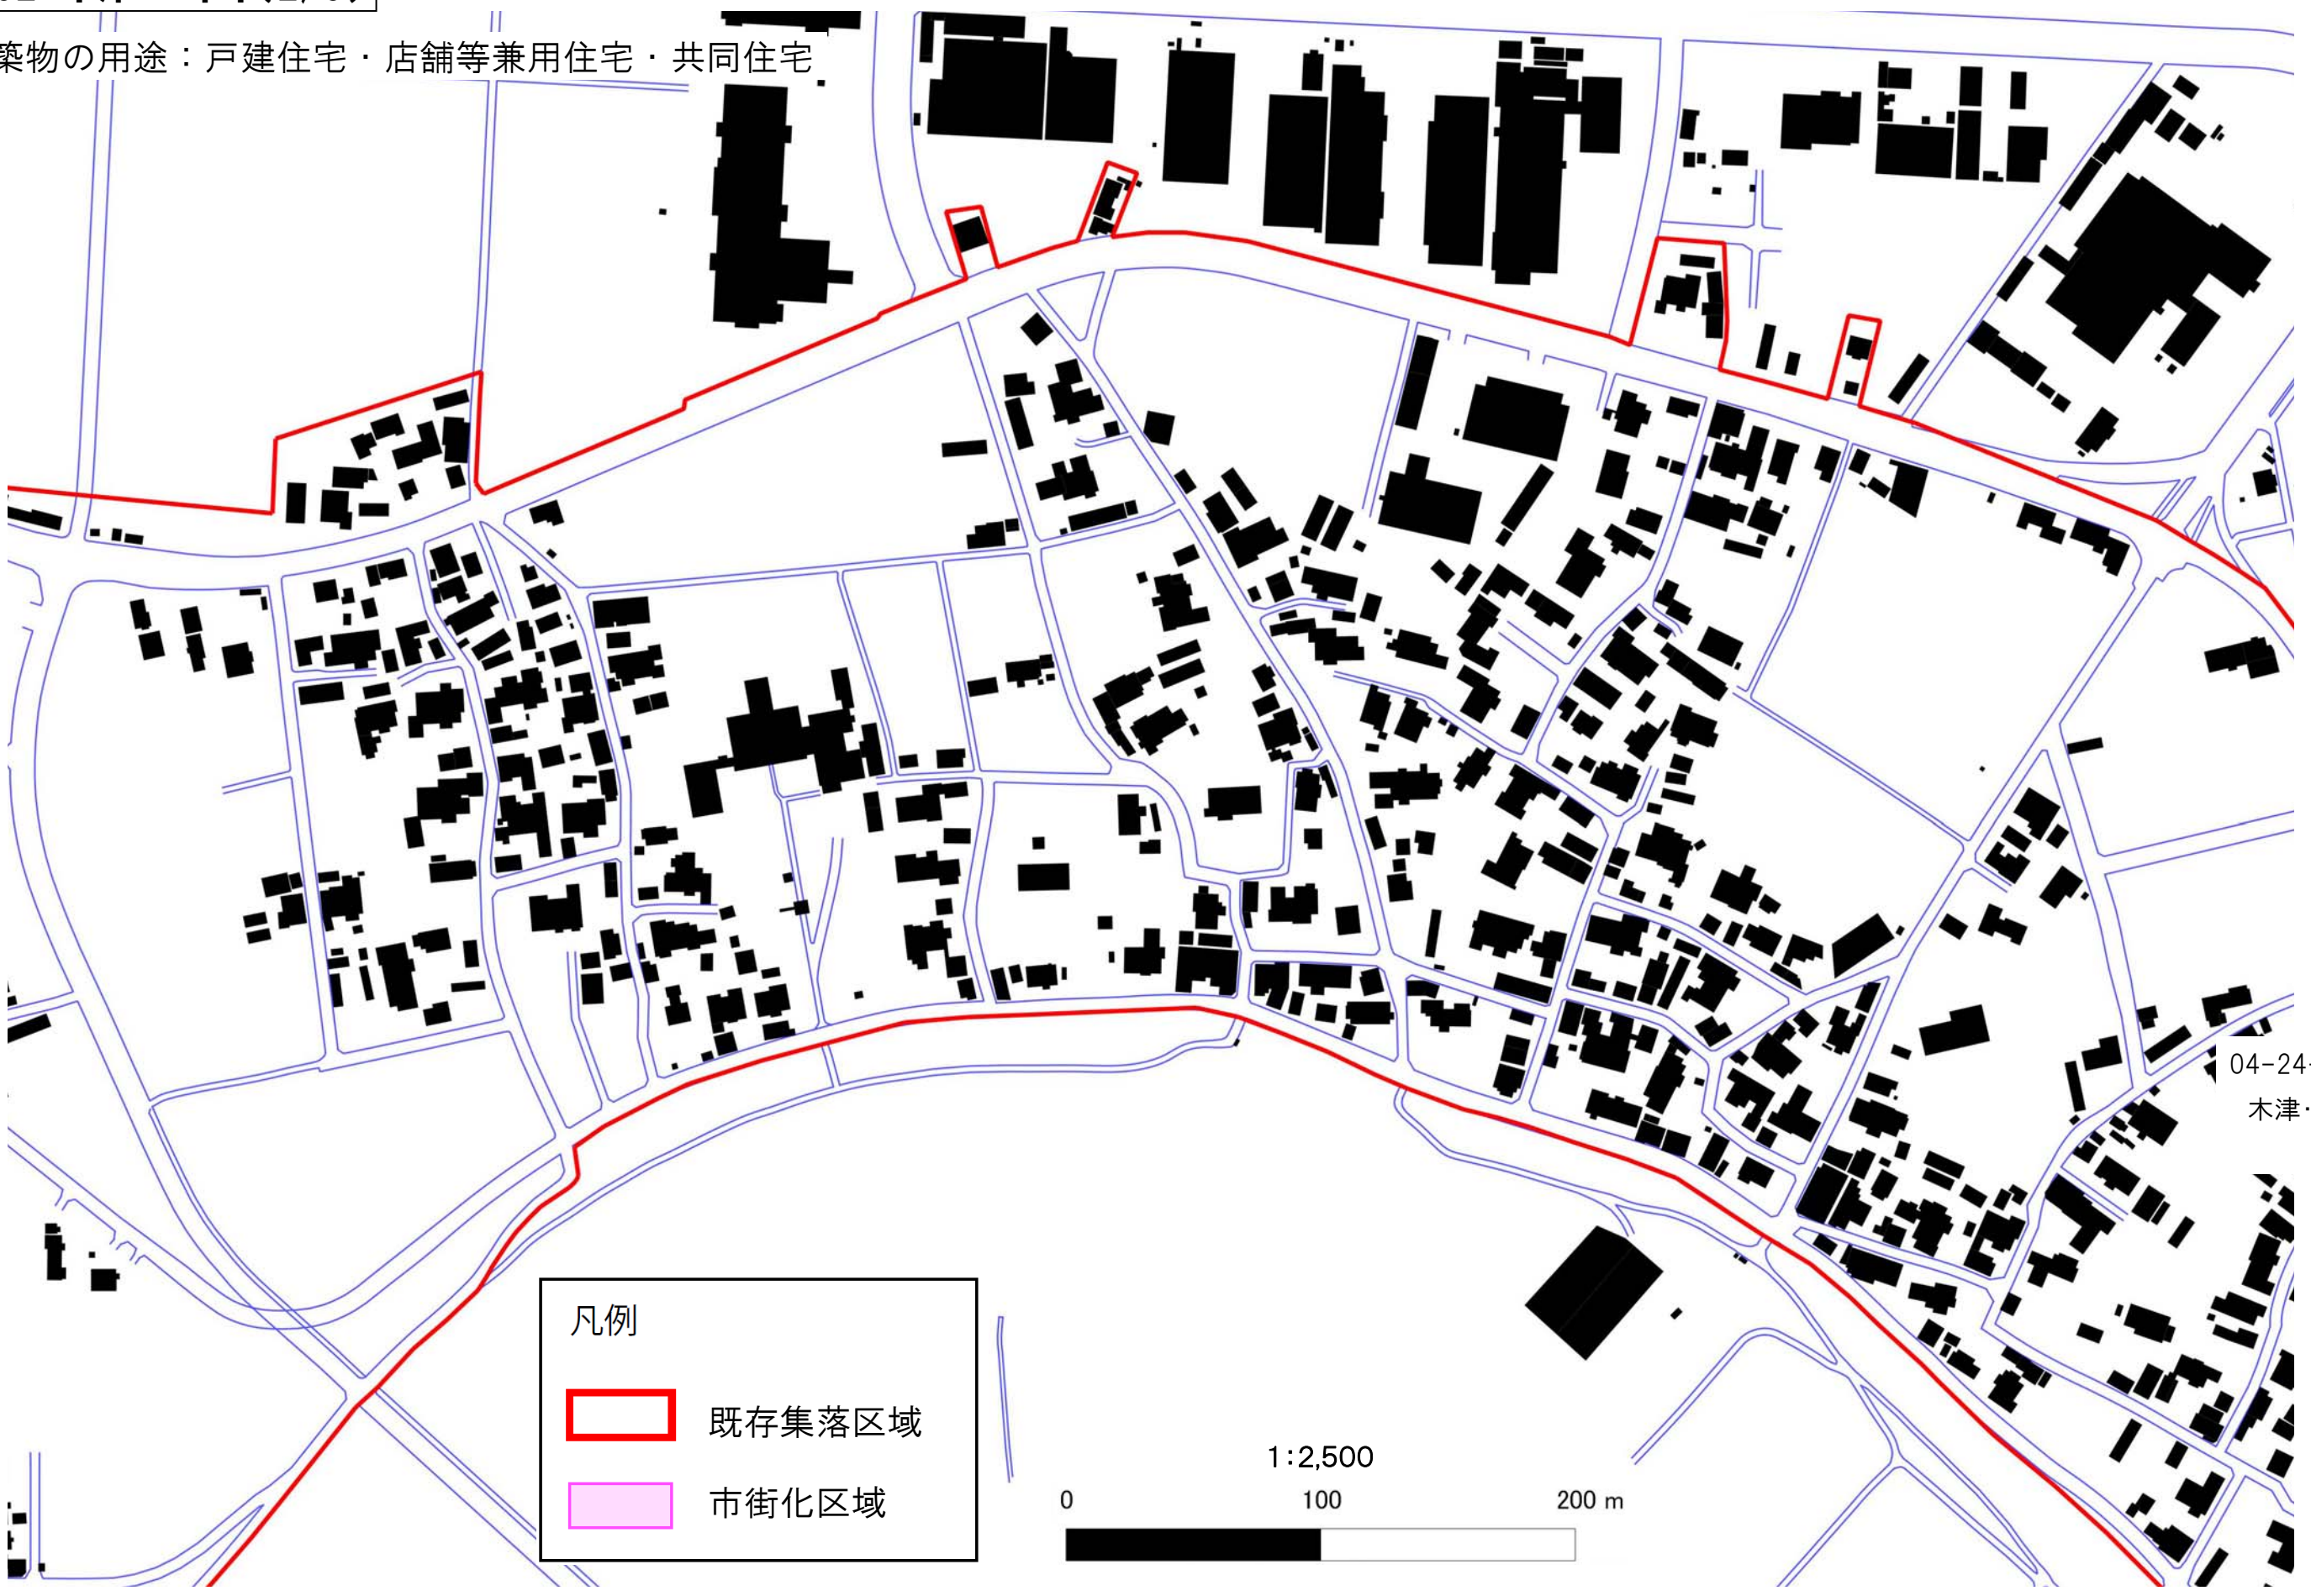 築物の用途：戸建住宅・店舗等兼用住宅・共同住宅
04-24-
木津・
凡例
既存集落区域
市街化区域
1:2,500
0 100 200 m